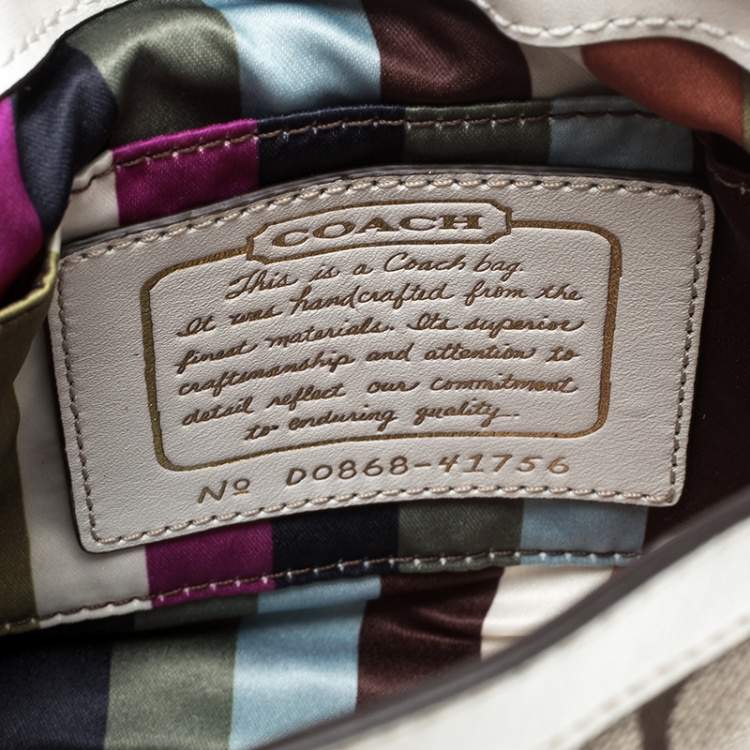 COACH
This is a Coach bag.
It was handcrafted from the
finest materials. Its superior
craftsmanship and attention to
detail reflect our commitment
to enduring quality.
Nº D0868-41756